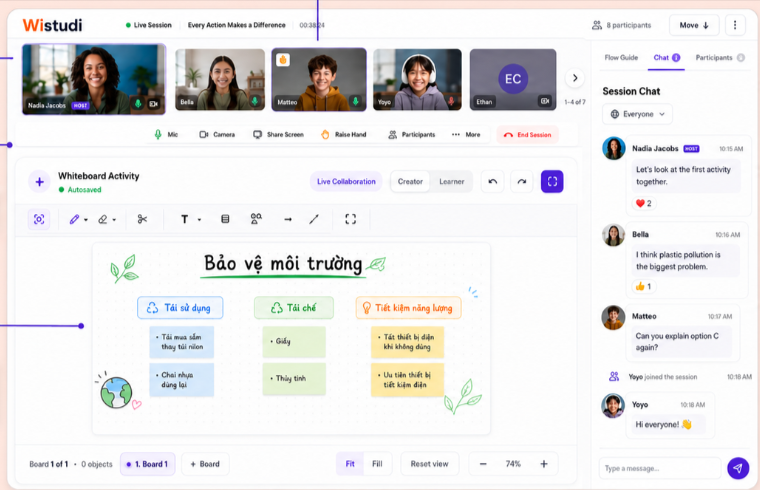 Wistudi
Live Session
Every Action Makes a Difference
00:38:24
8 participants
Move
Nadia Jacobs HOST
Bella
Matteo
Yoyo
EC
Ethan
1-4 of 7
Mic
Camera
Share Screen
Raise Hand
Participants
More
End Session
Whiteboard Activity
Autosaved
Live Collaboration
Creator
Learner
T
Bảo vệ môi trường
Tái sử dụng
Tái chế
Tiết kiệm năng lượng
• Túi mua sắm
thay túi nilon
• Giấy
• Tắt thiết bị điện
khi không dùng
• Chai nhựa
dùng lại
• Thủy tinh
• Ưu tiên thiết bị
tiết kiệm điện
Board 1 of 1 • 0 objects
1. Board 1
+ Board
Fit
Fill
Reset view
74%
Flow Guide
Chat
Participants
Session Chat
Everyone
Nadia Jacobs HOST 10:15 AM
Let's look at the first activity
together.
2
Bella 10:16 AM
I think plastic pollution is
the biggest problem.
1
Matteo 10:57 AM
Can you explain option C
again?
Yoyo joined the session 10:18 AM
Yoyo 10:18 AM
Hi everyone! 👋
Type a message...